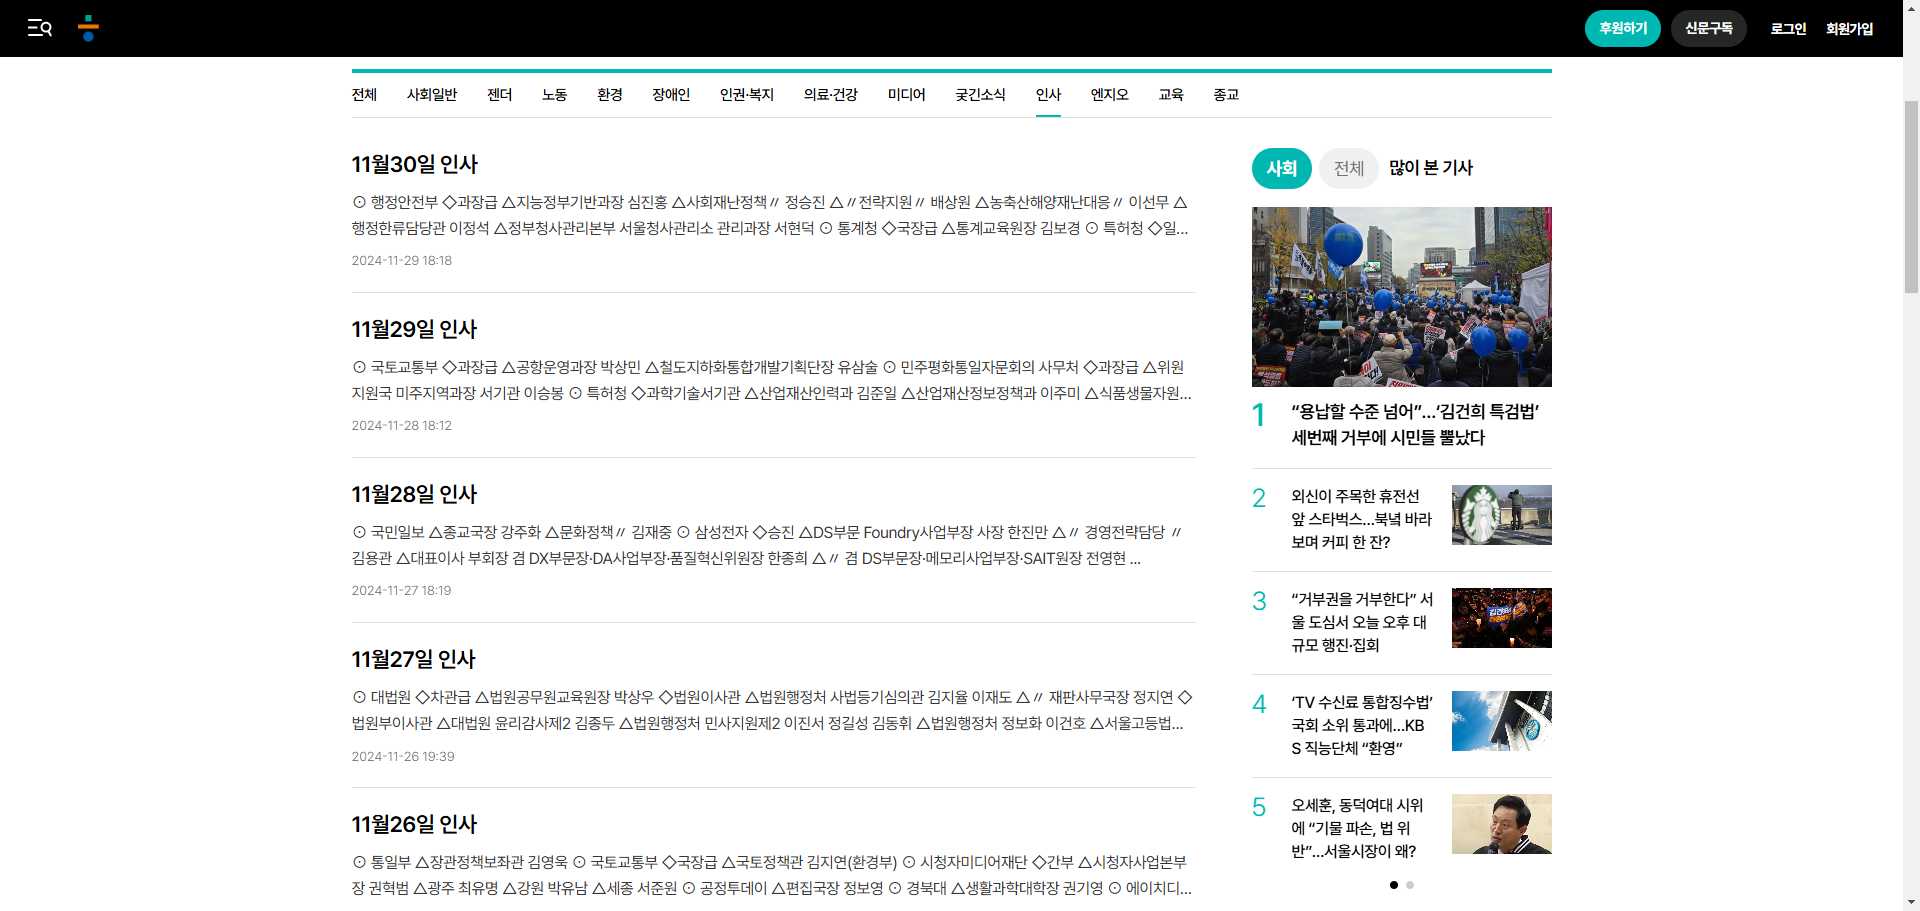 후원하기
신문구독
로그인
회원가입
전체
사회일반
젠더
노동
환경
장애인
인권·복지
의료·건강
미디어
궂긴소식
인사
엔지오
교육
종교
11월30일 인사
⊙ 행정안전부 ◇과장급 △지능정부기반과장 심진홍 △사회재난정책〃 정승진 △〃전략지원〃 배상원 △농축산해양재난대응〃 이선무 △
행정한류담당관 이정석 △정부청사관리본부 서울청사관리소 관리과장 서현덕 ⊙ 통계청 ◇국장급 △통계교육원장 김보경 ⊙ 특허청 ◇일...
2024-11-29 18:18
11월29일 인사
⊙ 국토교통부 ◇과장급 △공항운영과장 박상민 △철도지하화통합개발기획단장 유삼술 ⊙ 민주평화통일자문회의 사무처 ◇과장급 △위원
지원국 미주지역과장 서기관 이승봉 ⊙ 특허청 ◇과학기술서기관 △산업재산인력과 김준일 △산업재산정보정책과 이주미 △식품생물자원...
2024-11-28 18:12
11월28일 인사
⊙ 국민일보 △종교국장 강주화 △문화정책〃 김재중 ⊙ 삼성전자 ◇승진 △DS부문 Foundry사업부장 사장 한진만 △〃 경영전략담당 〃
김용관 △대표이사 부회장 겸 DX부문장·DA사업부장·품질혁신위원장 한종희 △〃 겸 DS부문장·메모리사업부장·SAIT원장 전영현 ...
2024-11-27 18:19
11월27일 인사
⊙ 대법원 ◇차관급 △법원공무원교육원장 박상우 ◇법원이사관 △법원행정처 사법등기심의관 김지율 이재도 △〃 재판사무국장 정지연 ◇
법원부이사관 △대법원 윤리감사제2 김종두 △법원행정처 민사지원제2 이진서 정길성 김동휘 △법원행정처 정보화 이건호 △서울고등법...
2024-11-26 19:39
11월26일 인사
⊙ 통일부 △장관정책보좌관 김영욱 ⊙ 국토교통부 ◇국장급 △국토정책관 김지연(환경부) ⊙ 시청자미디어재단 ◇간부 △시청자사업본부
장 권혁범 △광주 최유명 △강원 박유남 △세종 서준원 ⊙ 공정투데이 △편집국장 정보영 ⊙ 경북대 △생활과학대학장 권기영 ⊙ 에이치디...
사회
전체
많이 본 기사
1
“용납할 수준 넘어”…‘김건희 특검법’
세번째 거부에 시민들 뿔났다
2
외신이 주목한 휴전선
앞 스타벅스…북녘 바라
보며 커피 한 잔?
3
“거부권을 거부한다” 서
울 도심서 오늘 오후 대
규모 행진·집회
4
‘TV 수신료 통합징수법’
국회 소위 통과에…KB
S 직능단체 “환영”
5
오세훈, 동덕여대 시위
에 “기물 파손, 법 위
반”…서울시장이 왜?